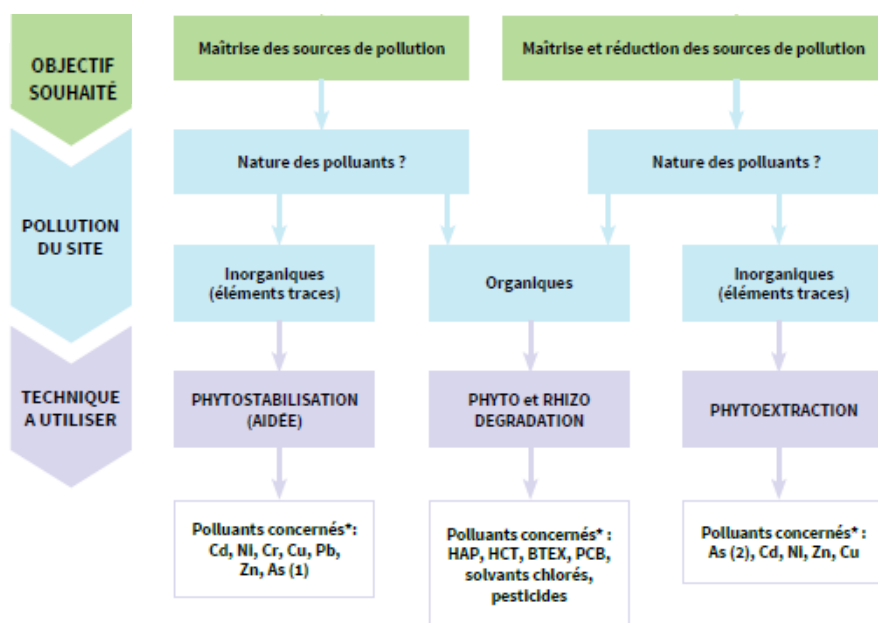 OBJECTIF
SOUHAITÉ
Maîtrise des sources de pollution
Maîtrise et réduction des sources de pollution
POLLUTION
DU SITE
Nature des polluants ?
Nature des polluants ?
Inorganiques
(éléments traces)
Organiques
Inorganiques
(éléments traces)
TECHNIQUE
A UTILISER
PHYTOSTABILISATION
(AIDÉE)
PHYTO et RHIZO
DEGRADATION
PHYTOEXTRACTION
Polluants concernés*:
Cd, Ni, Cr, Cu, Pb,
Zn, As (1)
Polluants concernés* :
HAP, HCT, BTEX, PCB,
solvants chlorés,
pesticides
Polluants concernés* :
As (2), Cd, Ni, Zn, Cu